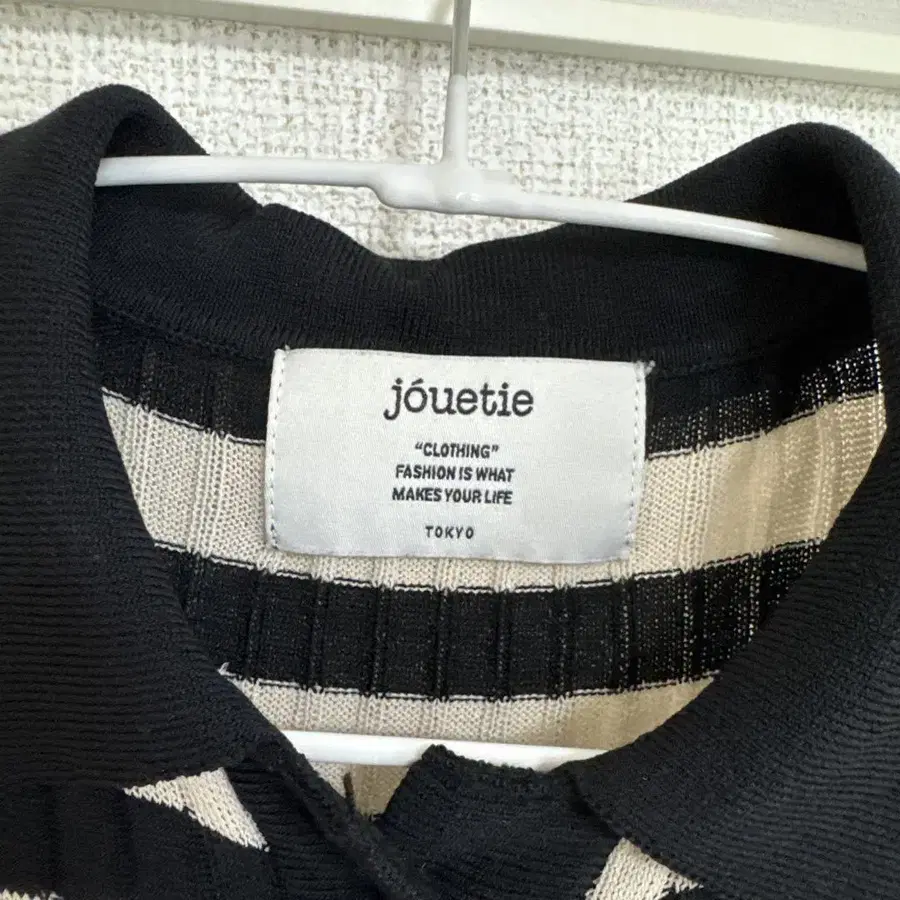 jóuetie
"CLOTHING"
FASHION IS WHAT
MAKES YOUR LIFE
TOKYO